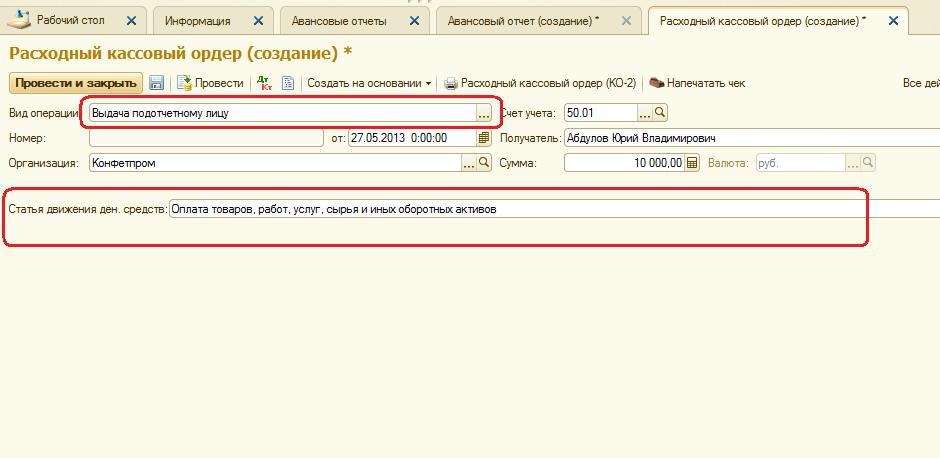 Рабочий стол Информация Авансовые отчеты Авансовый отчет (создание) * Расходный кассовый ордер (создание) *
Расходный кассовый ордер (создание) *
Провести и закрыть Провести Дт Кт Создать на основании Расходный кассовый ордер (КО-2) Напечатать чек Все дей
Вид операции: Выдача подотчетному лицу ... Счет учета: 50.01 ...
Номер: от: 27.05.2013 0:00:00 Получатель: Абдулов Юрий Владимирович
Организация: Конфетпром ... Сумма: 10 000,00 Валюта: руб. ...
Статья движения ден. средств: Оплата товаров, работ, услуг, сырья и иных оборотных активов